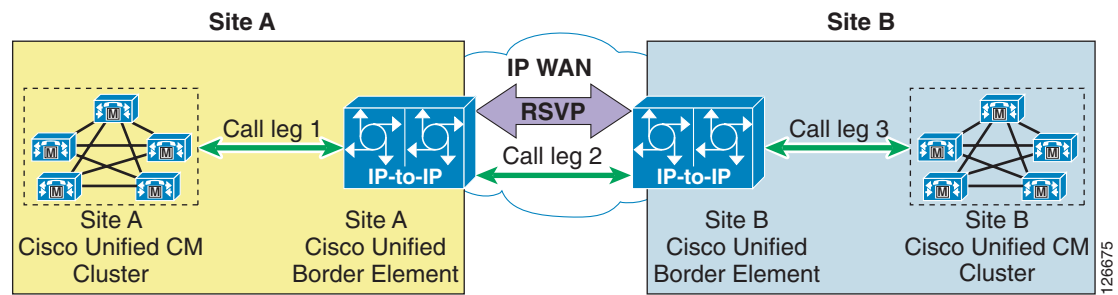 Site A
Site B
IP WAN
RSVP
Call leg 1
Call leg 2
Call leg 3
M
M
M
M
M
IP-to-IP
IP-to-IP
M
M
M
M
M
Site A
Cisco Unified CM
Cluster
Site A
Cisco Unified
Border Element
Site B
Cisco Unified
Border Element
Site B
Cisco Unified CM
Cluster
126675